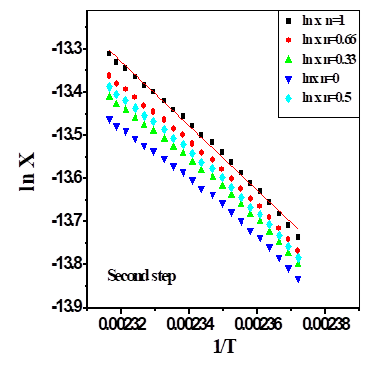 ln x n=1
ln x n=0.66
ln x n=0.33
lnx n=0
ln x n=0.5
-13.3
-13.4
-13.5
-13.6
-13.7
-13.8
-13.9
ln X
Second step
0.00232 0.00234 0.00236 0.00238
1/T